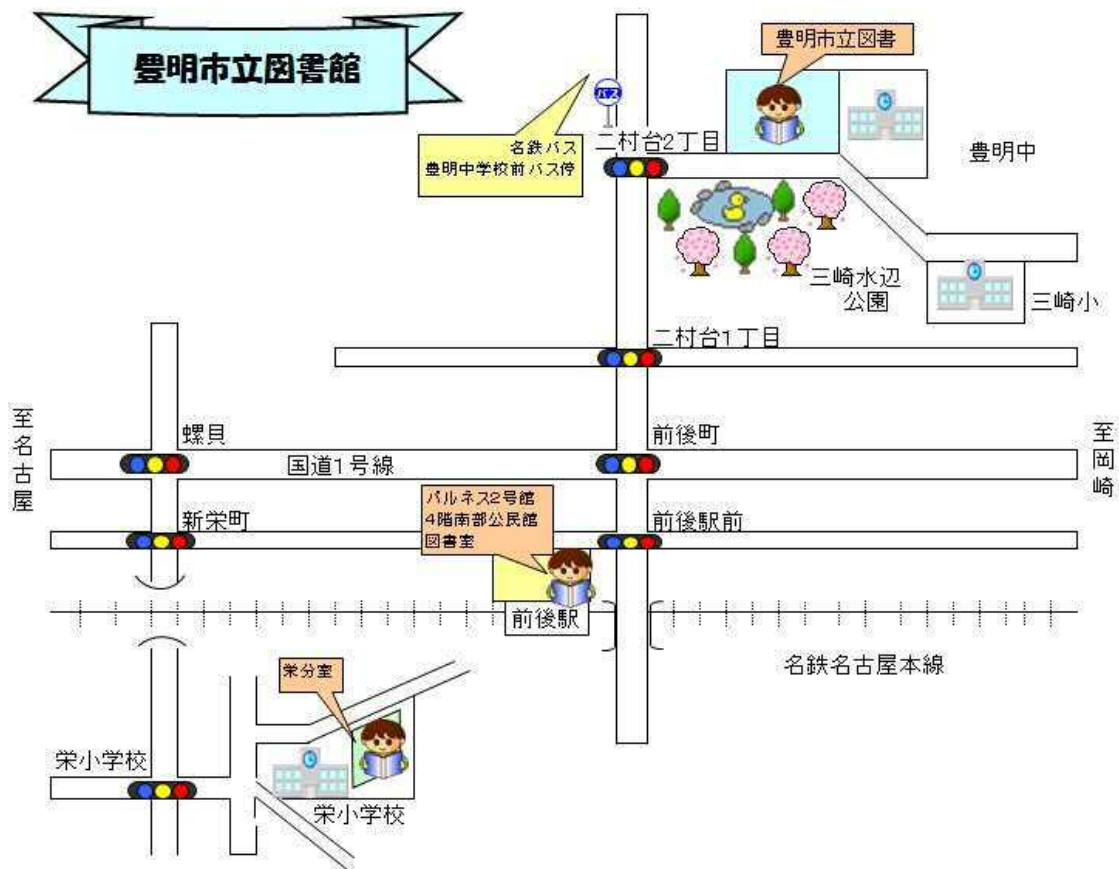 豊明市立図書館
豊明市立図書
バス
名鉄バス
豊明中学校前バス停
二村台2丁目
豊明中
三崎水辺
公園
三崎小
二村台1丁目
至名古屋
螺貝
国道1号線
前後町
至岡崎
新栄町
パルネス2号館
4階南部公民館
図書室
前後駅前
前後駅
名鉄名古屋本線
栄分室
栄小学校
栄小学校